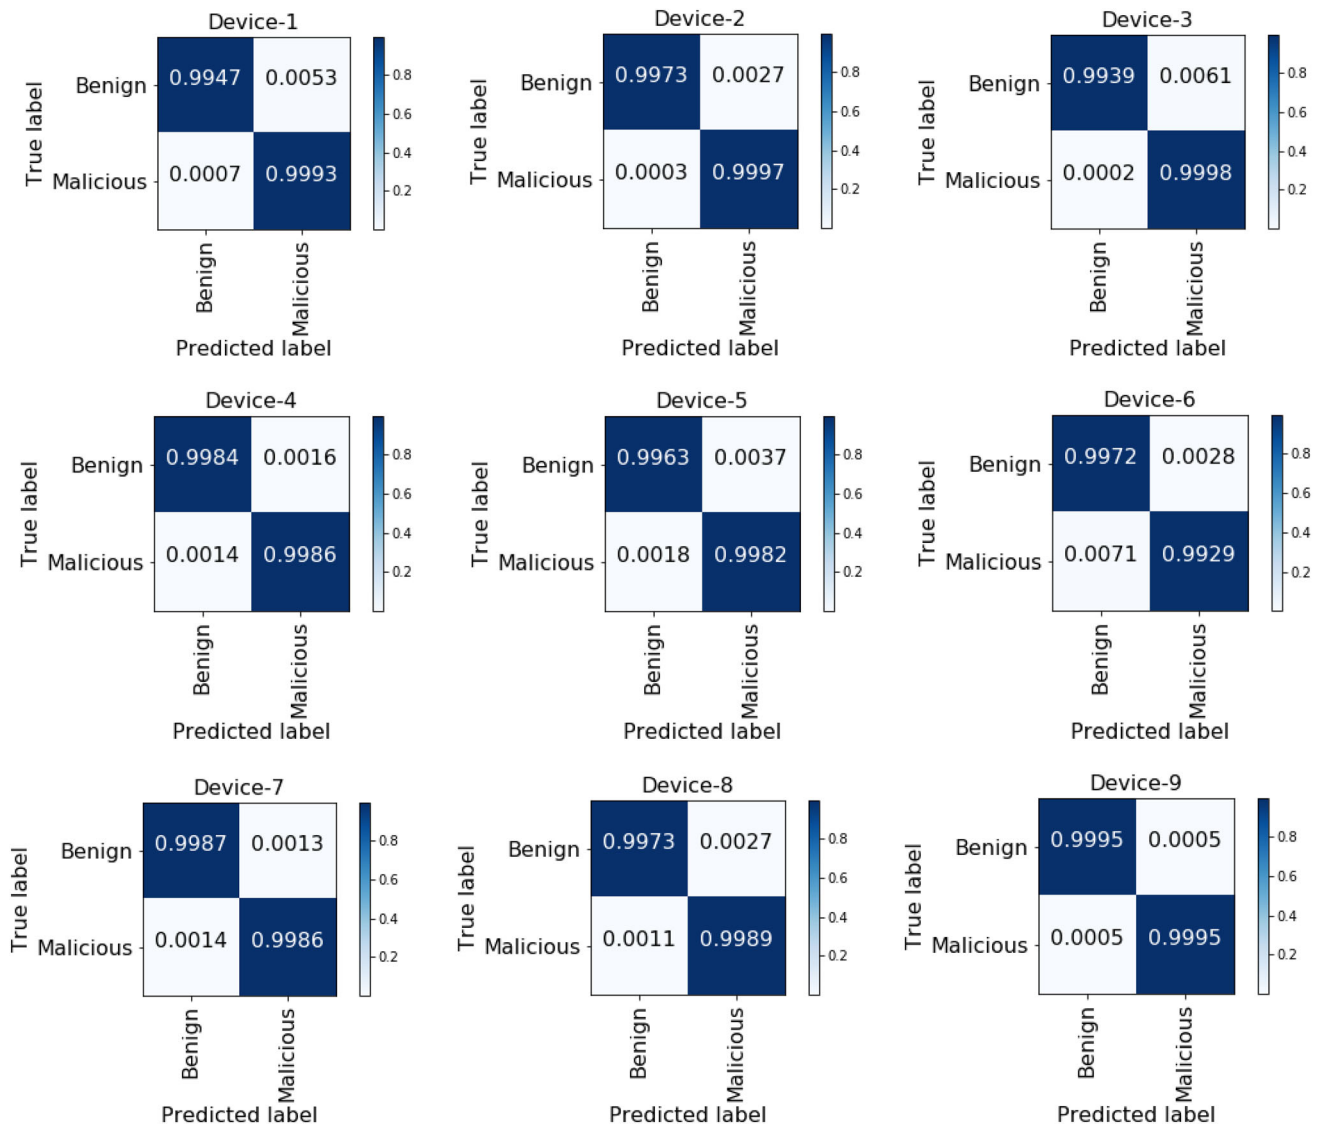 Device-1
0.8
0.6
0.4
0.2
True label
Benign
Malicious
0.9947 0.0053
0.0007 0.9993
Benign
Malicious
Predicted label
Device-2
0.8
0.6
0.4
0.2
True label
Benign
Malicious
0.9973 0.0027
0.0003 0.9997
Benign
Malicious
Predicted label
Device-3
0.8
0.6
0.4
0.2
True label
Benign
Malicious
0.9939 0.0061
0.0002 0.9998
Benign
Malicious
Predicted label
Device-4
0.8
0.6
0.4
0.2
True label
Benign
Malicious
0.9984 0.0016
0.0014 0.9986
Benign
Malicious
Predicted label
Device-5
0.8
0.6
0.4
0.2
True label
Benign
Malicious
0.9963 0.0037
0.0018 0.9982
Benign
Malicious
Predicted label
Device-6
0.8
0.6
0.4
0.2
True label
Benign
Malicious
0.9972 0.0028
0.0071 0.9929
Benign
Malicious
Predicted label
Device-7
0.8
0.6
0.4
0.2
True label
Benign
Malicious
0.9987 0.0013
0.0014 0.9986
Benign
Malicious
Predicted label
Device-8
0.8
0.6
0.4
0.2
True label
Benign
Malicious
0.9973 0.0027
0.0011 0.9989
Benign
Malicious
Predicted label
Device-9
0.8
0.6
0.4
0.2
True label
Benign
Malicious
0.9995 0.0005
0.0005 0.9995
Benign
Malicious
Predicted label